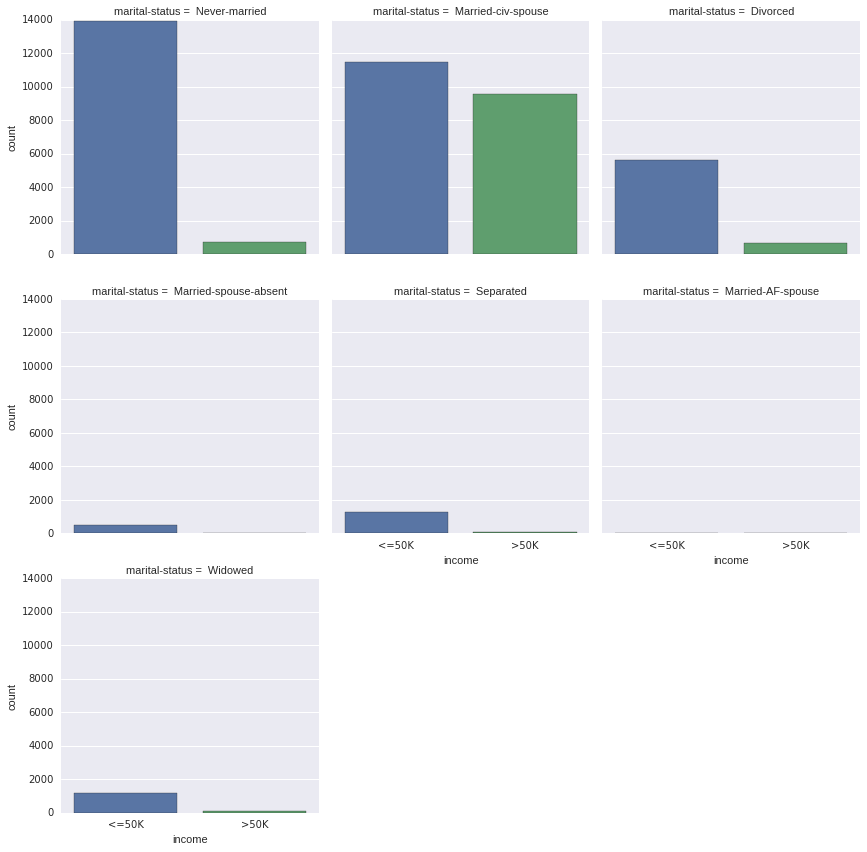 marital-status =  Never-married
marital-status =  Married-civ-spouse
marital-status =  Divorced
14000
12000
10000
8000
6000
4000
2000
0
count
marital-status =  Married-spouse-absent
marital-status =  Separated
marital-status =  Married-AF-spouse
14000
12000
10000
8000
6000
4000
2000
0
count
<=50K >50K
income
<=50K >50K
income
marital-status =  Widowed
14000
12000
10000
8000
6000
4000
2000
0
count
<=50K >50K
income